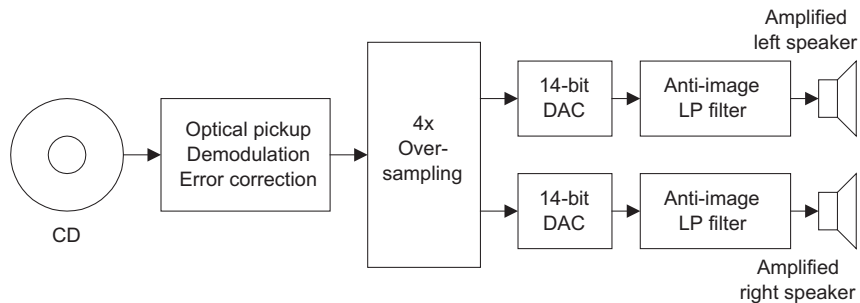 CD
Optical pickup
Demodulation
Error correction
4x
Over-
sampling
14-bit
DAC
Anti-image
LP filter
Amplified
left speaker
14-bit
DAC
Anti-image
LP filter
Amplified
right speaker